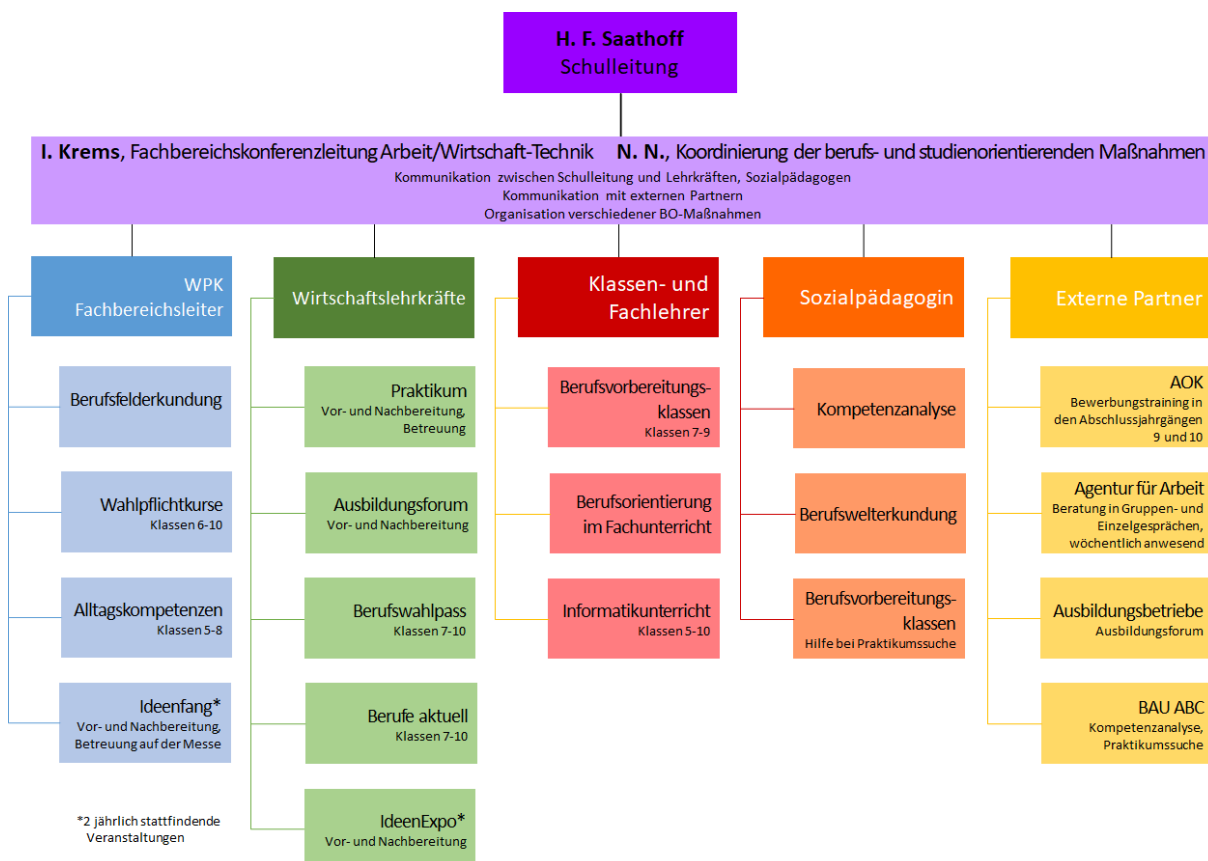 H. F. Saathoff
Schulleitung
I. Krems, Fachbereichskonferenzleitung Arbeit/Wirtschaft-Technik N. N., Koordinierung der berufs- und studienorientierenden Maßnahmen
Kommunikation zwischen Schulleitung und Lehrkräften, Sozialpädagogen
Kommunikation mit externen Partnern
Organisation verschiedener BO-Maßnahmen
WPK
Fachbereichsleiter
Berufsfelderkundung
Wahlpflichtkurse
Klassen 6-10
Alltagskompetenzen
Klassen 5-8
Ideenfang*
Vor- und Nachbereitung,
Betreuung auf der Messe
*2 jährlich stattfindende
Veranstaltungen
Wirtschaftslehrkräfte
Praktikum
Vor- und Nachbereitung,
Betreuung
Ausbildungsforum
Vor- und Nachbereitung
Berufswahlpass
Klassen 7-10
Berufe aktuell
Klassen 7-10
IdeenExpo*
Vor- und Nachbereitung
Klassen- und
Fachlehrer
Berufsvorbereitungs-
klassen
Klassen 7-9
Berufsorientierung
im Fachunterricht
Informatikunterricht
Klassen 5-10
Sozialpädagogin
Kompetenzanalyse
Berufswelterkundung
Berufsvorbereitungs-
klassen
Hilfe bei Praktikumssuche
Externe Partner
AOK
Bewerbungstraining in
den Abschlussjahrgängen
9 und 10
Agentur für Arbeit
Beratung in Gruppen- und
Einzelgesprächen,
wöchentlich anwesend
Ausbildungsbetriebe
Ausbildungsforum
BAU ABC
Kompetenzanalyse,
Praktikumssuche